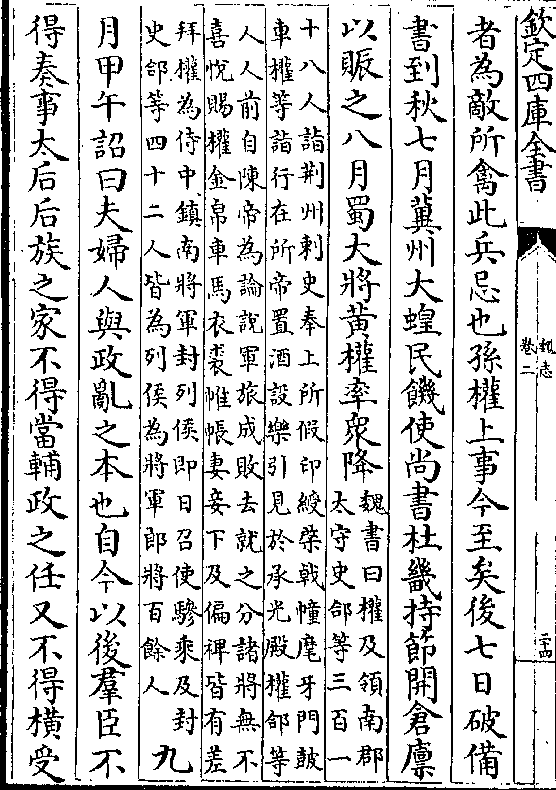 欽定四庫全書
魏志
卷二
二十四
者為敵所禽此兵忌也孫權上事今至矣後七日破備
書到秋七月冀州大蝗民饑使尚書杜畿持節開倉廪
以賑之八月蜀大將黃權率衆降
魏書曰權及領南郡
太守史郃等三百一
十八人詣荆州刺史奉上所假印綬棨戟幢麾牙門鼓
車權等詣行在所帝置酒設樂引見於承光殿權郃等
人人前自陳帝為論說軍旅成敗去就之分諸將無不
喜悅賜權金帛車馬衣裘帷帳妻妾下及偏裨皆有差
拜權為侍中鎮南將軍封列侯即日召使驂乘及封
史郃等四十二人皆為列侯為將軍郎將百餘人
九
月甲午詔曰夫婦人與政亂之本也自今以後羣臣不
得奏事太后后族之家不得當輔政之任又不得橫受